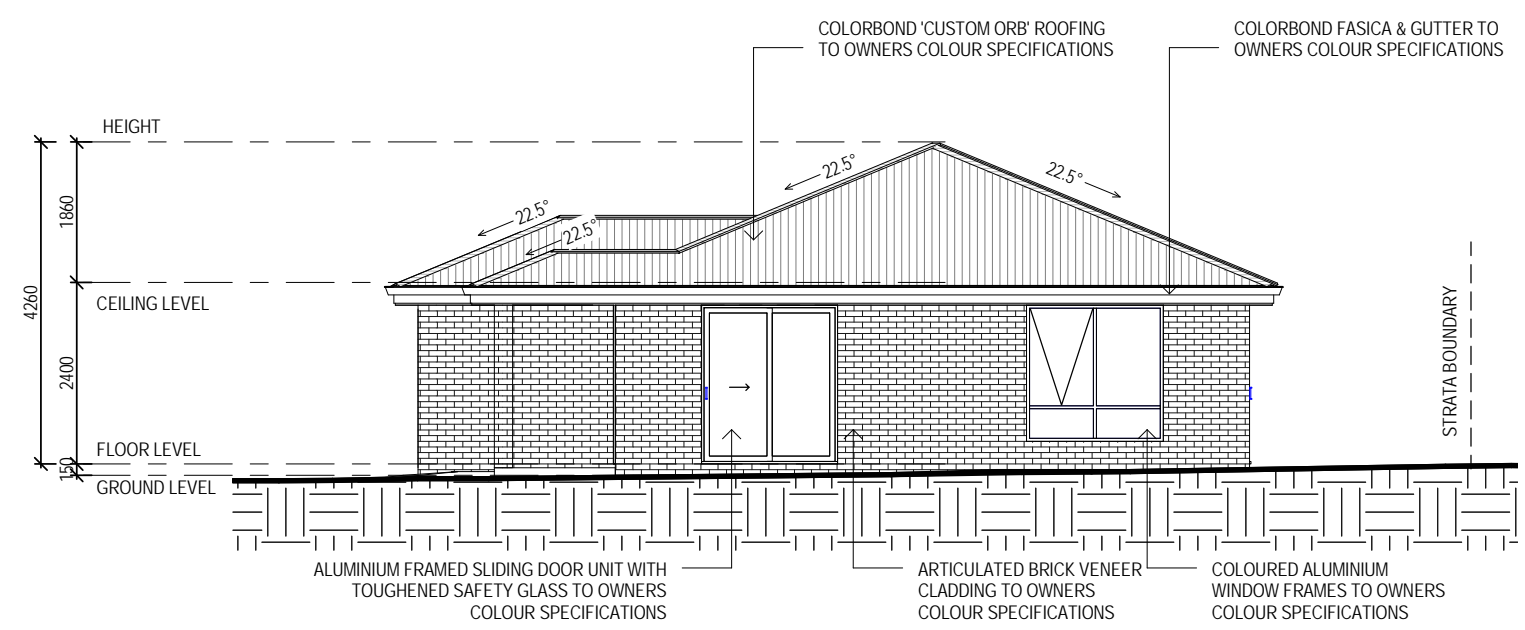 COLORBOND 'CUSTOM ORB' ROOFING
TO OWNERS COLOUR SPECIFICATIONS
COLORBOND FASICA & GUTTER TO
OWNERS COLOUR SPECIFICATIONS
HEIGHT
22.5°
22.5°
22.5°
22.5°
1860
4260
CEILING LEVEL
2400
STRATA BOUNDARY
FLOOR LEVEL
150
GROUND LEVEL
ALUMINIUM FRAMED SLIDING DOOR UNIT WITH
TOUGHENED SAFETY GLASS TO OWNERS
COLOUR SPECIFICATIONS
ARTICULATED BRICK VENEER
CLADDING TO OWNERS
COLOUR SPECIFICATIONS
COLOURED ALUMINIUM
WINDOW FRAMES TO OWNERS
COLOUR SPECIFICATIONS